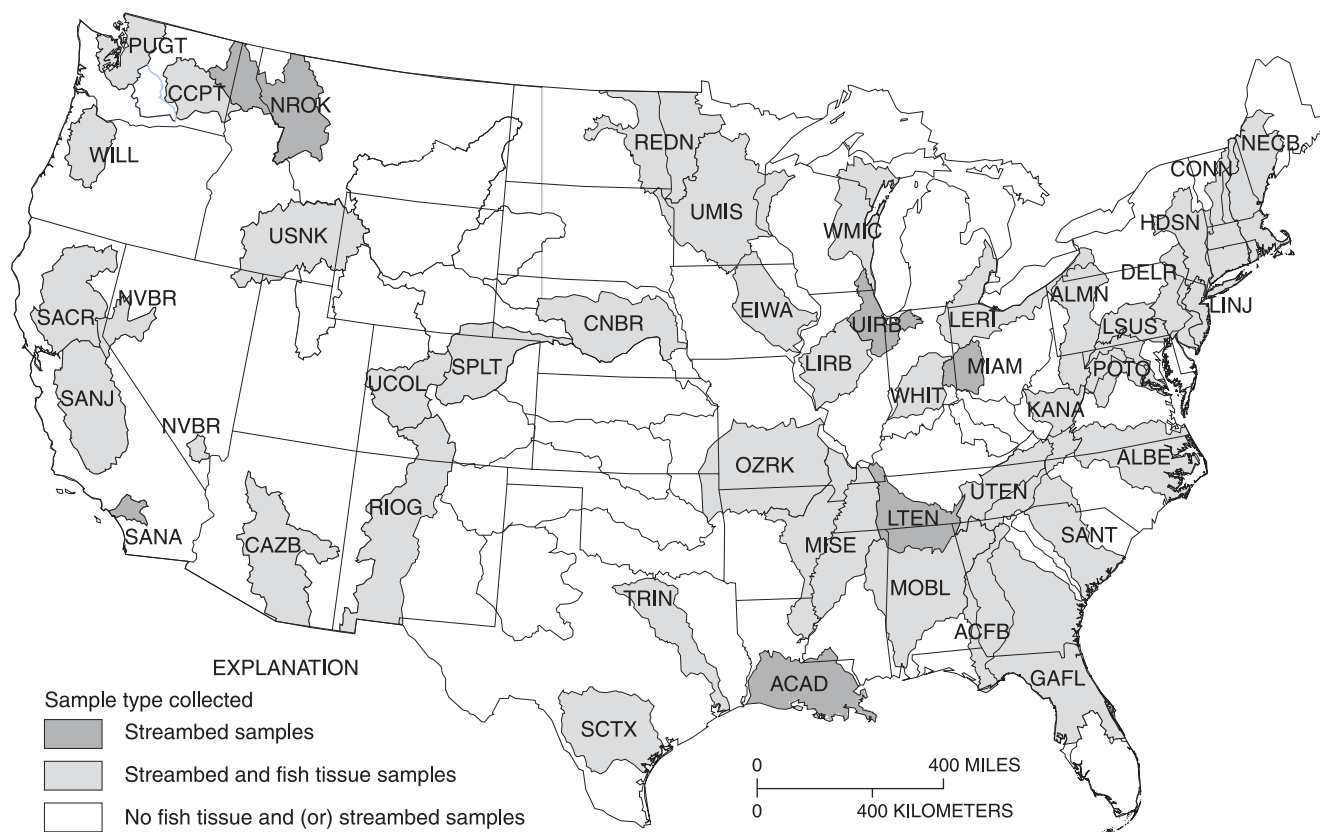 PUGT
CCPT
NROK
WILL
REDN
NECB
CONN
UMIS
WMIC
HDSN
USNK
DELR
ALMN
NVBR
SACR
LINJ
EIWA
CNBR
UIRB
LERI
LSUS
LIRB
MIAM
POTO
SPLT
UCOL
WHIT
SANJ
KANA
NVBR
ALBE
OZRK
UTEN
RIOG
LTEN
SANA
SANT
CAZB
MISE
MOBL
TRIN
ACFB
GAFL
ACAD
SCTX
EXPLANATION
Sample type collected
Streambed samples
Streambed and fish tissue samples
No fish tissue and (or) streambed samples
0 400 MILES
0 400 KILOMETERS